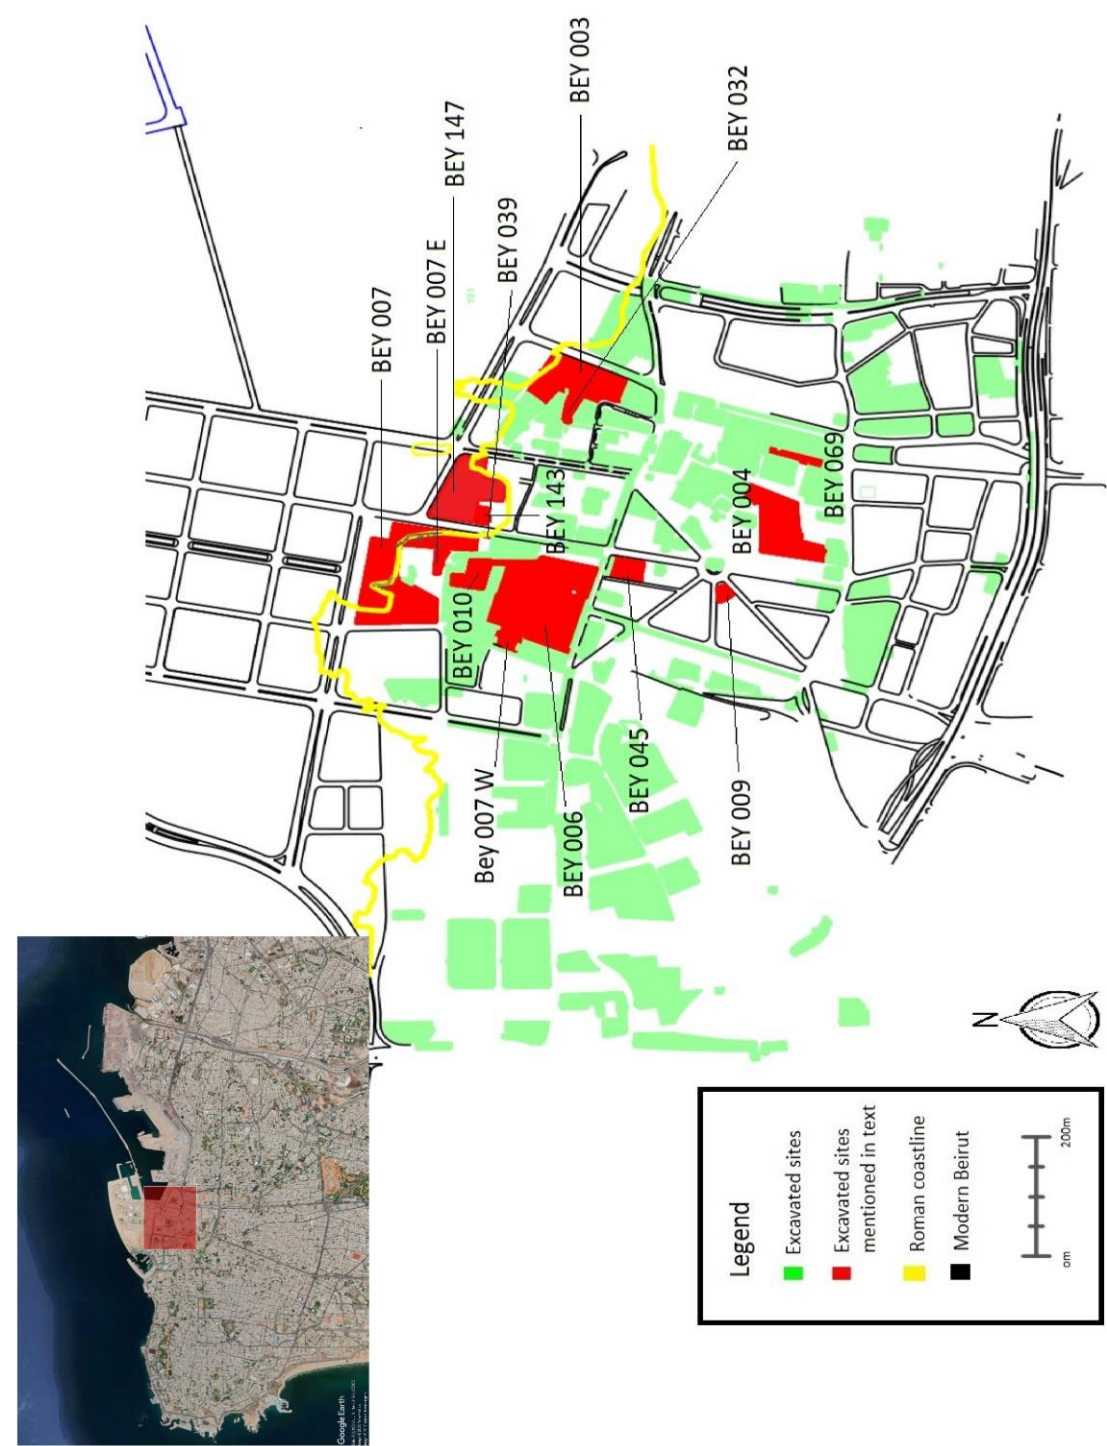 BEY 003
BEY 032
BEY 147
BEY 039
BEY 007 E
BEY 007
101
BEY 143
BEY 010
BEY 004
BEY 069
Bey 007 W
BEY 006
BEY 045
BEY 009
N
Google Earth
Legend
Excavated sites
Excavated sites
mentioned in text
Roman coastline
Modern Beirut
0m
200m